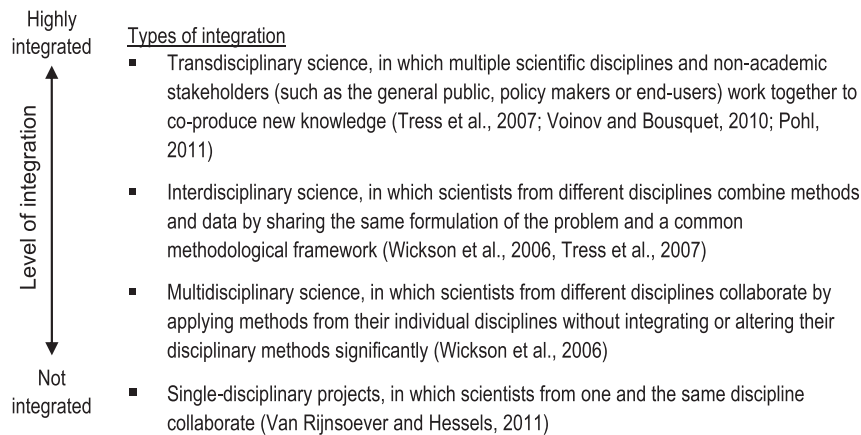 Highly
integrated
Level of integration
Not
integrated
Types of integration
▪ Transdisciplinary science, in which multiple scientific disciplines and non-academic
stakeholders (such as the general public, policy makers or end-users) work together to
co-produce new knowledge (Tress et al., 2007; Voinov and Bousquet, 2010; Pohl,
2011)
▪ Interdisciplinary science, in which scientists from different disciplines combine methods
and data by sharing the same formulation of the problem and a common
methodological framework (Wickson et al., 2006, Tress et al., 2007)
▪ Multidisciplinary science, in which scientists from different disciplines collaborate by
applying methods from their individual disciplines without integrating or altering their
disciplinary methods significantly (Wickson et al., 2006)
▪ Single-disciplinary projects, in which scientists from one and the same discipline
collaborate (Van Rijnsoever and Hessels, 2011)